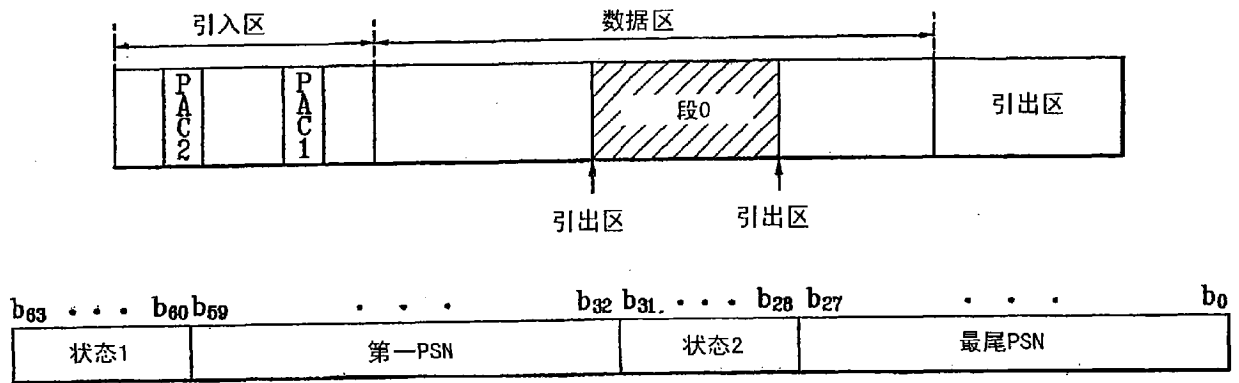 引入区 数据区
PAC2 PAC1 段0 引出区
引出区 引出区
b63 · · · b60 b59 · · · b32 b31. · · · b28 b27 · · · b0
状态1 第一PSN 状态2 最尾PSN